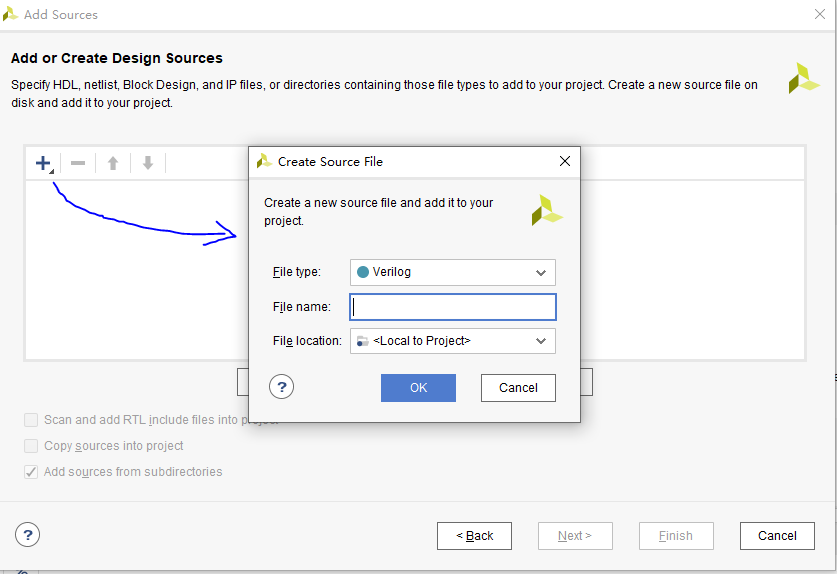 Add Sources
Add or Create Design Sources
Specify HDL, netlist, Block Design, and IP files, or directories containing those file types to add to your project. Create a new source file on
disk and add it to your project.
Create Source File
Create a new source file and add it to your
project.
File type:
Verilog
File name:
File location:
<Local to Project>
?
OK
Cancel
Scan and add RTL include files into project
Copy sources into project
Add sources from subdirectories
?
< Back
Next >
Finish
Cancel